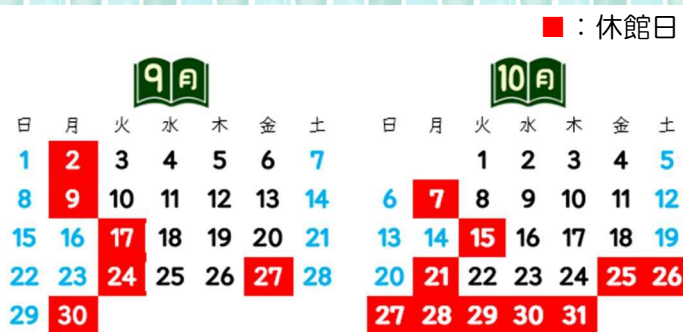 ■：休館日
9月
日 月 火 水 木 金 土
1 2 3 4 5 6 7
8 9 10 11 12 13 14
15 16 17 18 19 20 21
22 23 24 25 26 27 28
29 30
10月
日 月 火 水 木 金 土
1 2 3 4 5
6 7 8 9 10 11 12
13 14 15 16 17 18 19
20 21 22 23 24 25 26
27 28 29 30 31